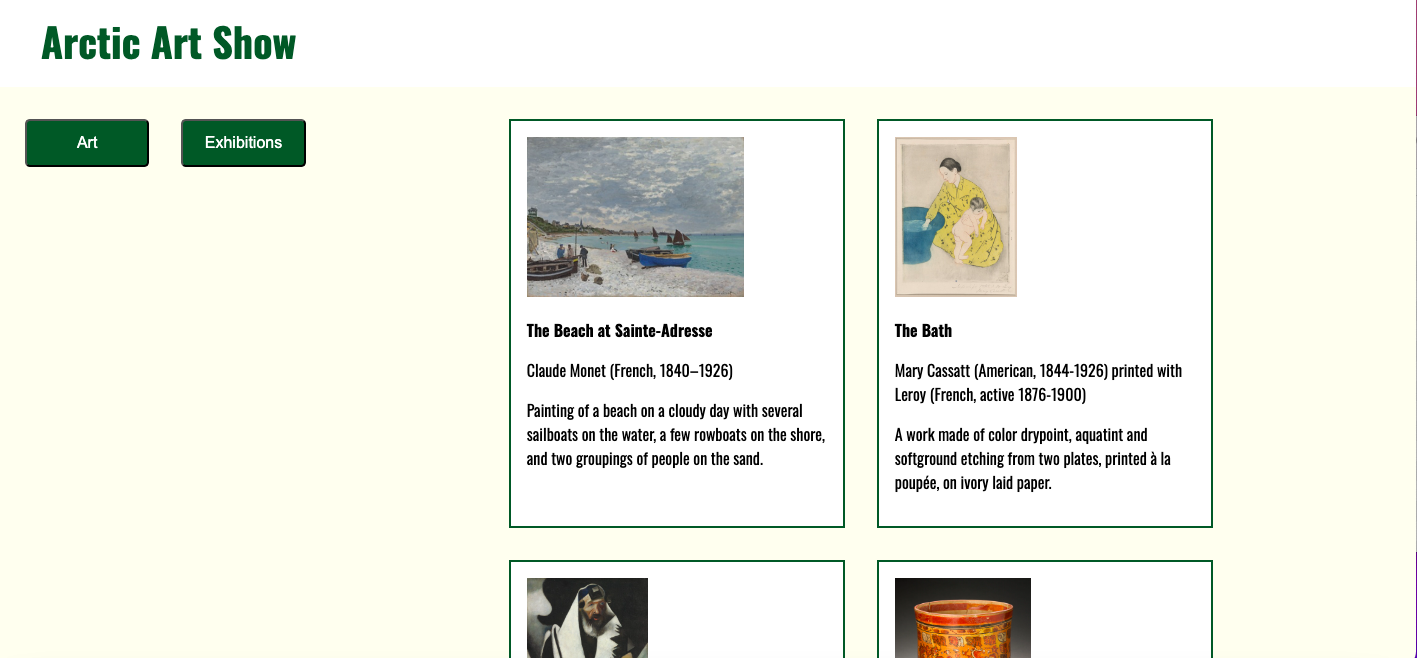 Arctic Art Show
Art
Exhibitions
The Beach at Sainte-Adresse
Claude Monet (French, 1840–1926)
Painting of a beach on a cloudy day with several
sailboats on the water, a few rowboats on the shore,
and two groupings of people on the sand.
The Bath
Mary Cassatt (American, 1844-1926) printed with
Leroy (French, active 1876-1900)
A work made of color drypoint, aquatint and
softground etching from two plates, printed à la
poupée, on ivory laid paper.